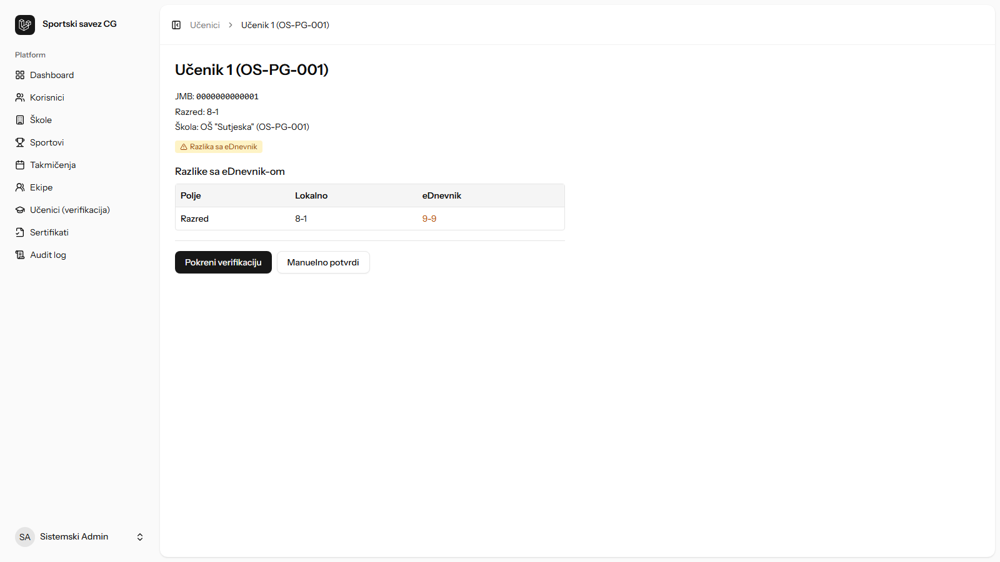 Sportski savez CG
Platform
Dashboard
Korisnici
Škole
Sportovi
Takmičenja
Ekipe
Učenici (verifikacija)
Sertifikati
Audit log
SA Sistemski Admin
Učenici > Učenik 1 (OS-PG-001)
Učenik 1 (OS-PG-001)
JMB: 0000000000001
Razred: 8-1
Škola: OŠ "Sutjeska" (OS-PG-001)
Razlika sa eDnevnik
Razlike sa eDnevnik-om
Polje Lokalno eDnevnik
Razred 8-1 9-9
Pokreni verifikaciju Manuelno potvrdi